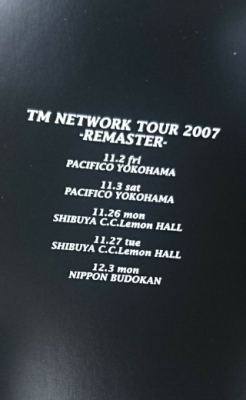 TM NETWORK TOUR 2007
-REMASTER-
11.2 fri
PACIFICO YOKOHAMA
11.3 sat
PACIFICO YOKOHAMA
11.26 mon
SHIBUYA C.C.Lemon HALL
11.27 tue
SHIBUYA C.C.Lemon HALL
12.3 mon
NIPPON BUDOKAN